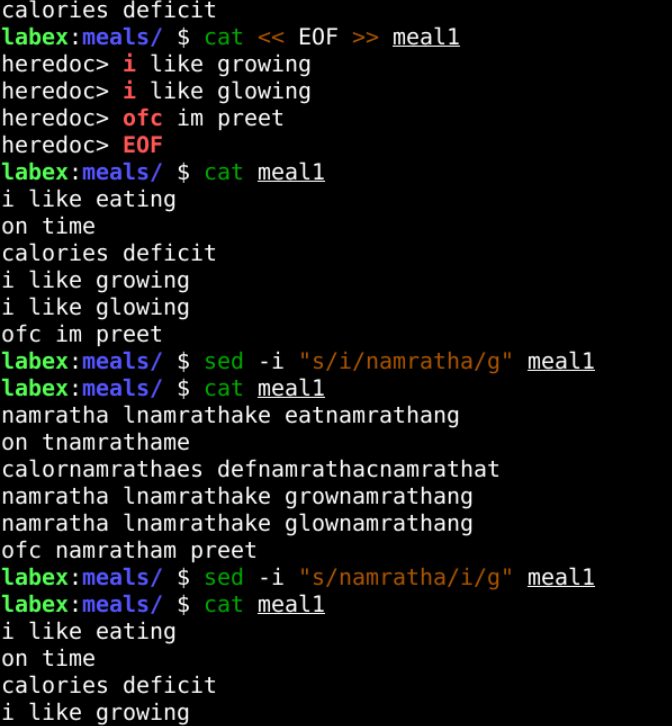 calories deficit
labex:meals/ $ cat << EOF >> meal1
heredoc> i like growing
heredoc> i like glowing
heredoc> ofc im preet
heredoc> EOF
labex:meals/ $ cat meal1
i like eating
on time
calories deficit
i like growing
i like glowing
ofc im preet
labex:meals/ $ sed -i "s/i/namratha/g" meal1
labex:meals/ $ cat meal1
namratha lnamrathake eatnamrathang
on tnamrathame
calornamrathaes defnamrathacnamrathat
namratha lnamrathake grownamrathang
namratha lnamrathake glownamrathang
ofc namratham preet
labex:meals/ $ sed -i "s/namratha/i/g" meal1
labex:meals/ $ cat meal1
i like eating
on time
calories deficit
i like growing